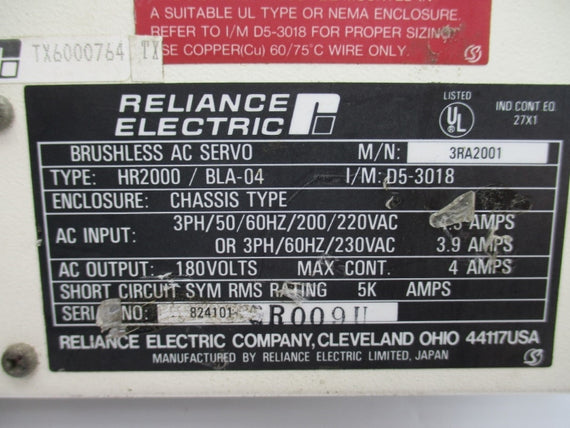 A SUITABLE UL TYPE OR NEMA ENCLOSURE.
REFER TO I/M D5-3018 FOR PROPER SIZING
USE COPPER(Cu) 60/75°C WIRE ONLY.
TX6000764 TX
RELIANCE
ELECTRIC
LISTED
UL
IND CONT EQ
27X1
BRUSHLESS AC SERVO M/N: 3RA2001
TYPE: HR2000 / BLA-04 I/M: D5-3018
ENCLOSURE: CHASSIS TYPE
AC INPUT: 3PH/50/60HZ/200/220VAC AMPS
OR 3PH/60HZ/230VAC 3.9 AMPS
AC OUTPUT: 180VOLTS MAX CONT. 4 AMPS
SHORT CIRCUIT SYM RMS RATING 5K AMPS
SERIAL NO: 824101 R009U
RELIANCE ELECTRIC COMPANY, CLEVELAND OHIO 44117USA
MANUFACTURED BY RELIANCE ELECTRIC LIMITED, JAPAN